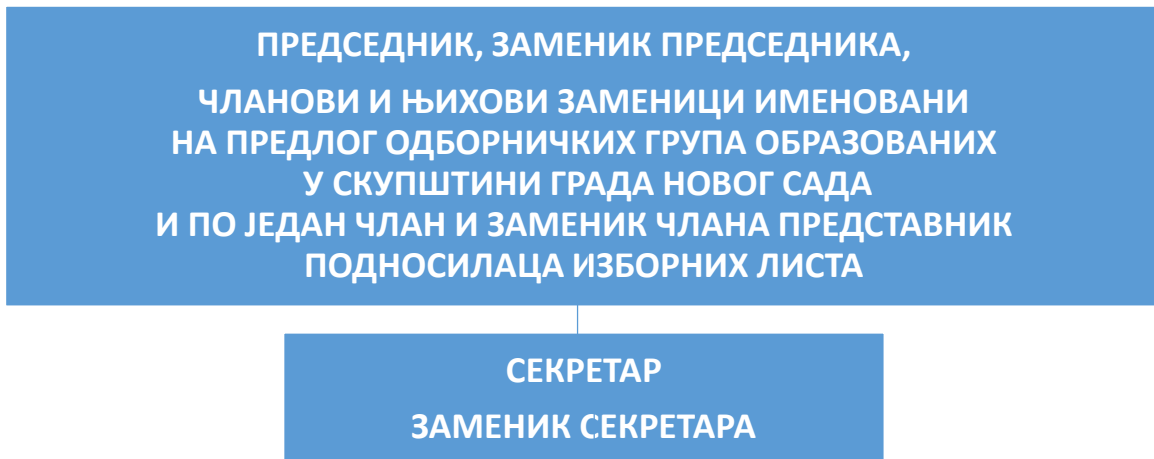 ПРЕДСЕДНИК, ЗАМЕНИК ПРЕДСЕДНИКА,
ЧЛАНОВИ И ЊИХОВИ ЗАМЕНИЦИ ИМЕНОВАНИ
НА ПРЕДЛОГ ОДБОРНИЧКИХ ГРУПА ОБРАЗОВАНИХ
У СКУПШТИНИ ГРАДА НОВОГ САДА
И ПО ЈЕДАН ЧЛАН И ЗАМЕНИК ЧЛАНА ПРЕДСТАВНИК
ПОДНОСИЛАЦА ИЗБОРНИХ ЛИСТА
СЕКРЕТАР
ЗАМЕНИК СЕКРЕТАРА